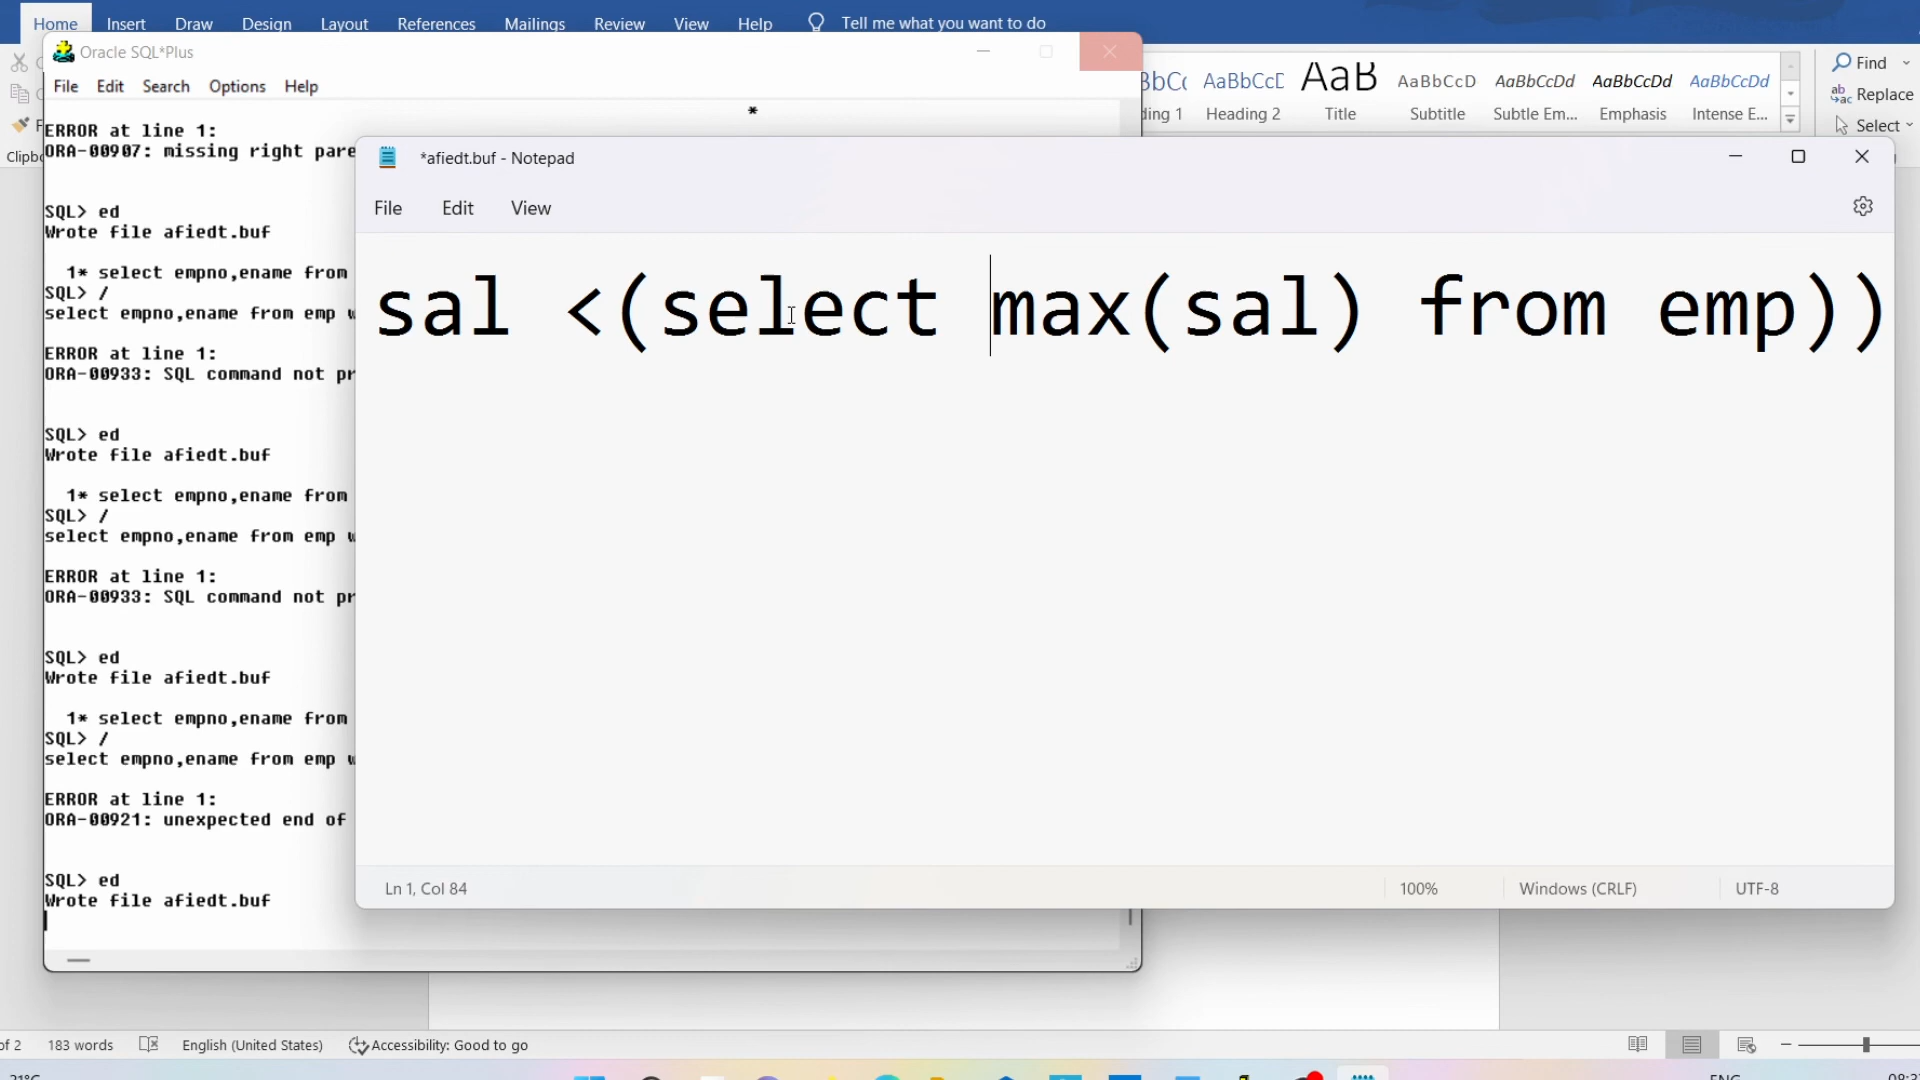 Home Insert Draw Design Layout References Mailings Review View Help Tell me what you want to do
Oracle SQL*Plus
File Edit Search Options Help
AaBbCcD AaB AaBbCcD AaBbCcDd AaBbCcDd AaBbCcDd
Heading 2 Title Subtitle Subtle Em... Emphasis Intense E...
Find
Replace
Select
*
ERROR at line 1:
ORA-00907: missing right
SQL> ed
Wrote file afiedt.buf
1* select empno,ename from
SQL> /
select empno,ename from emp
ERROR at line 1:
ORA-00933: SQL command not
SQL> ed
Wrote file afiedt.buf
1* select empno,ename from
SQL> /
select empno,ename from emp
ERROR at line 1:
ORA-00933: SQL command not
SQL> ed
Wrote file afiedt.buf
1* select empno,ename from
SQL> /
select empno,ename from emp
ERROR at line 1:
ORA-00921: unexpected end of
SQL> ed
Wrote file afiedt.buf
*afiedt.buf - Notepad
File Edit View
sal <(select max(sal) from emp))
Ln 1, Col 84 100% Windows (CRLF) UTF-8
of 2 183 words English (United States) Accessibility: Good to go